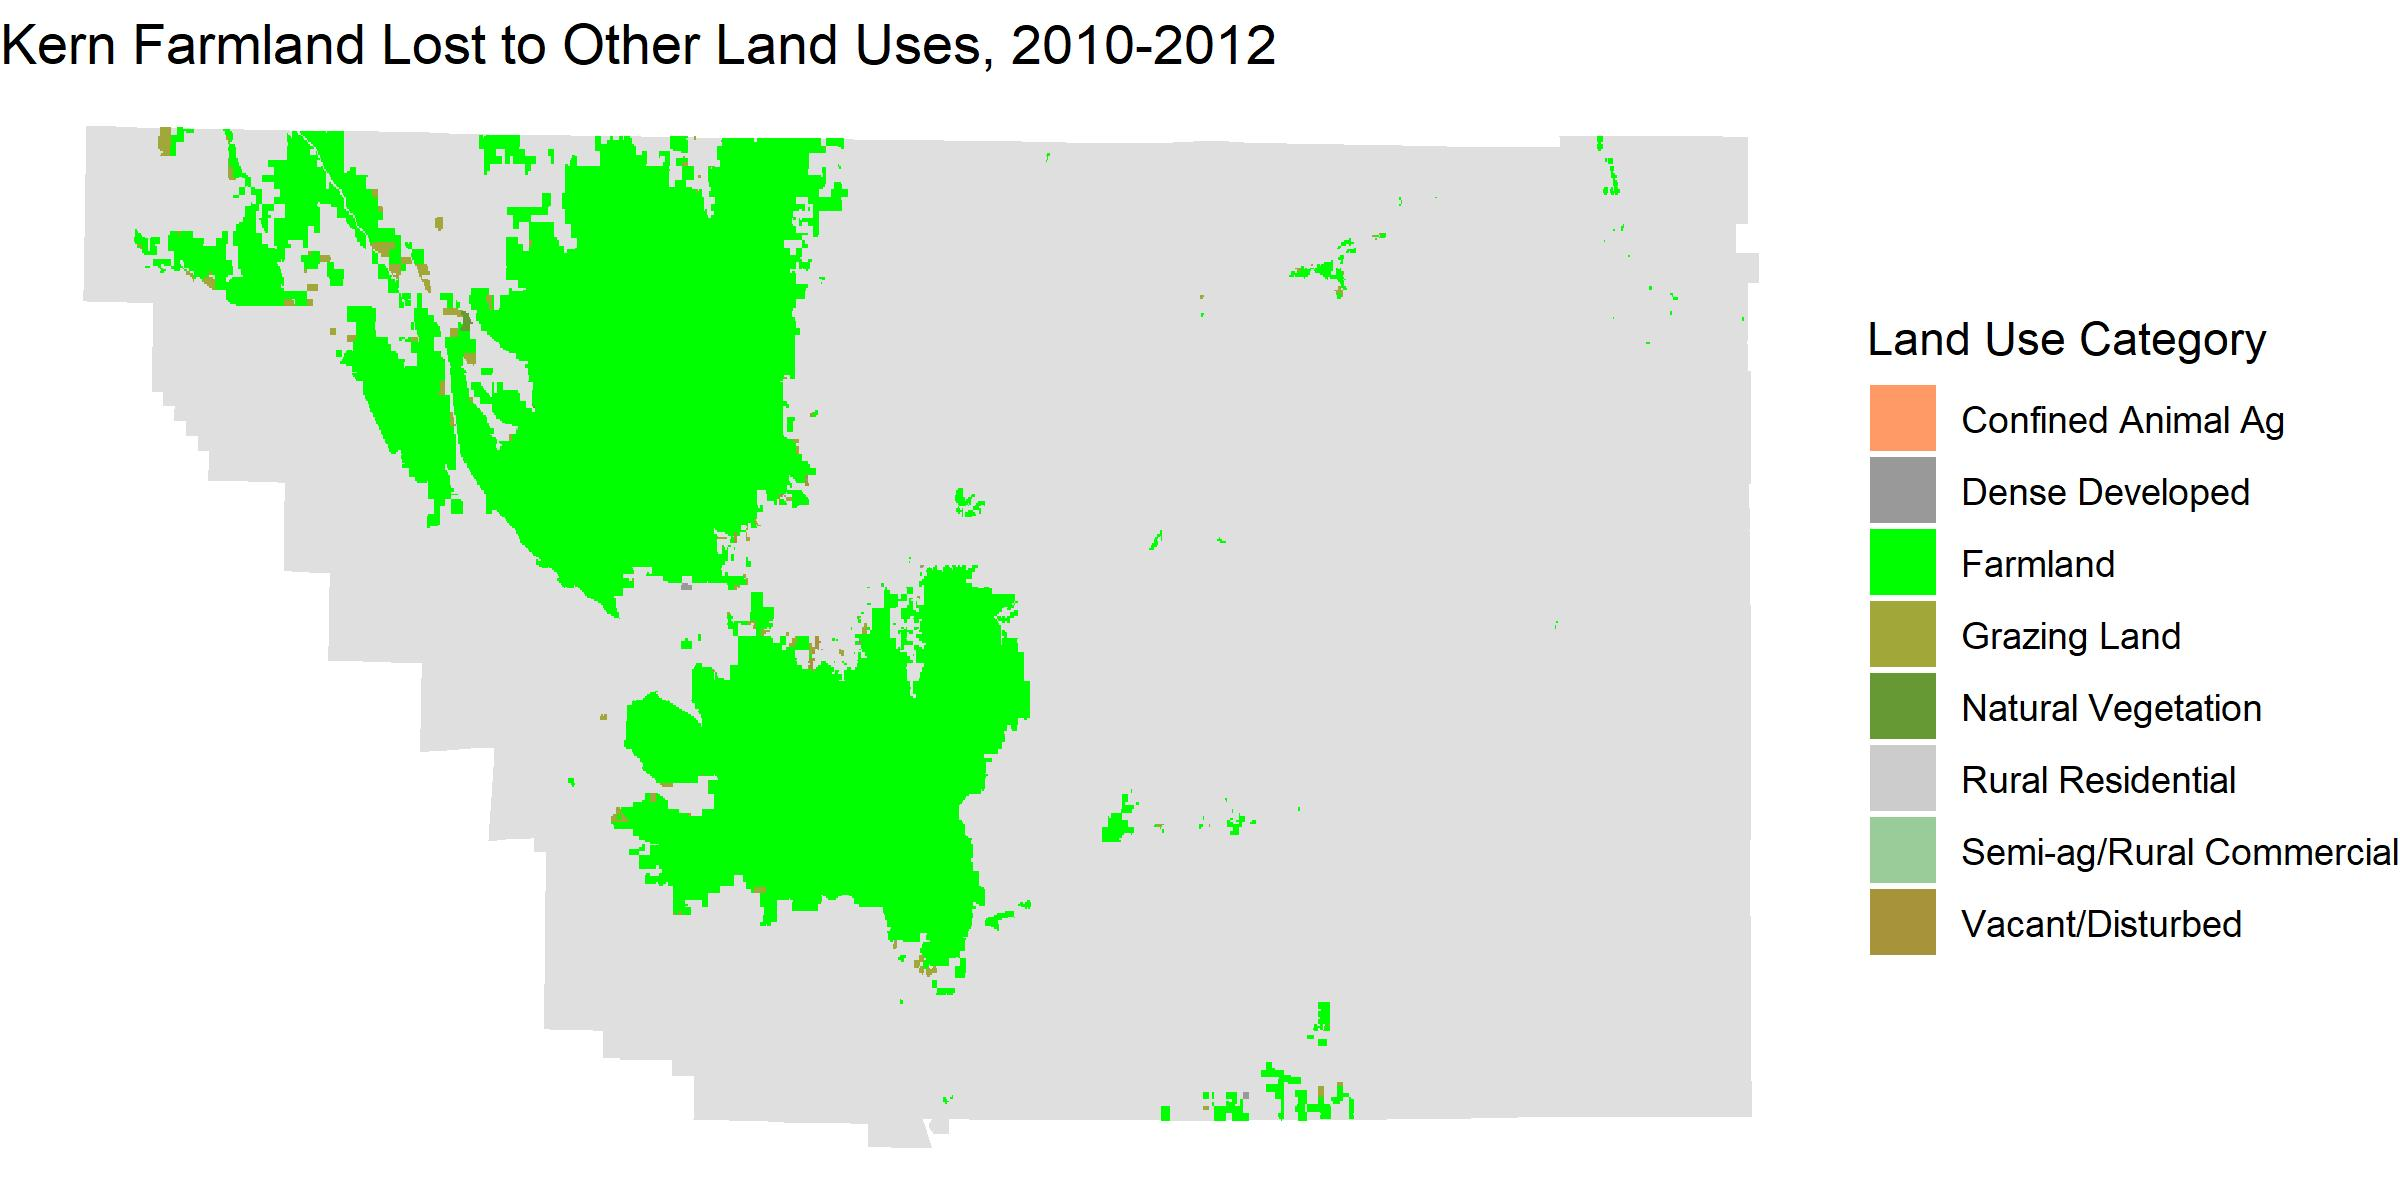 Kern Farmland Lost to Other Land Uses, 2010-2012
Land Use Category
Confined Animal Ag
Dense Developed
Farmland
Grazing Land
Natural Vegetation
Rural Residential
Semi-ag/Rural Commercial
Vacant/Disturbed